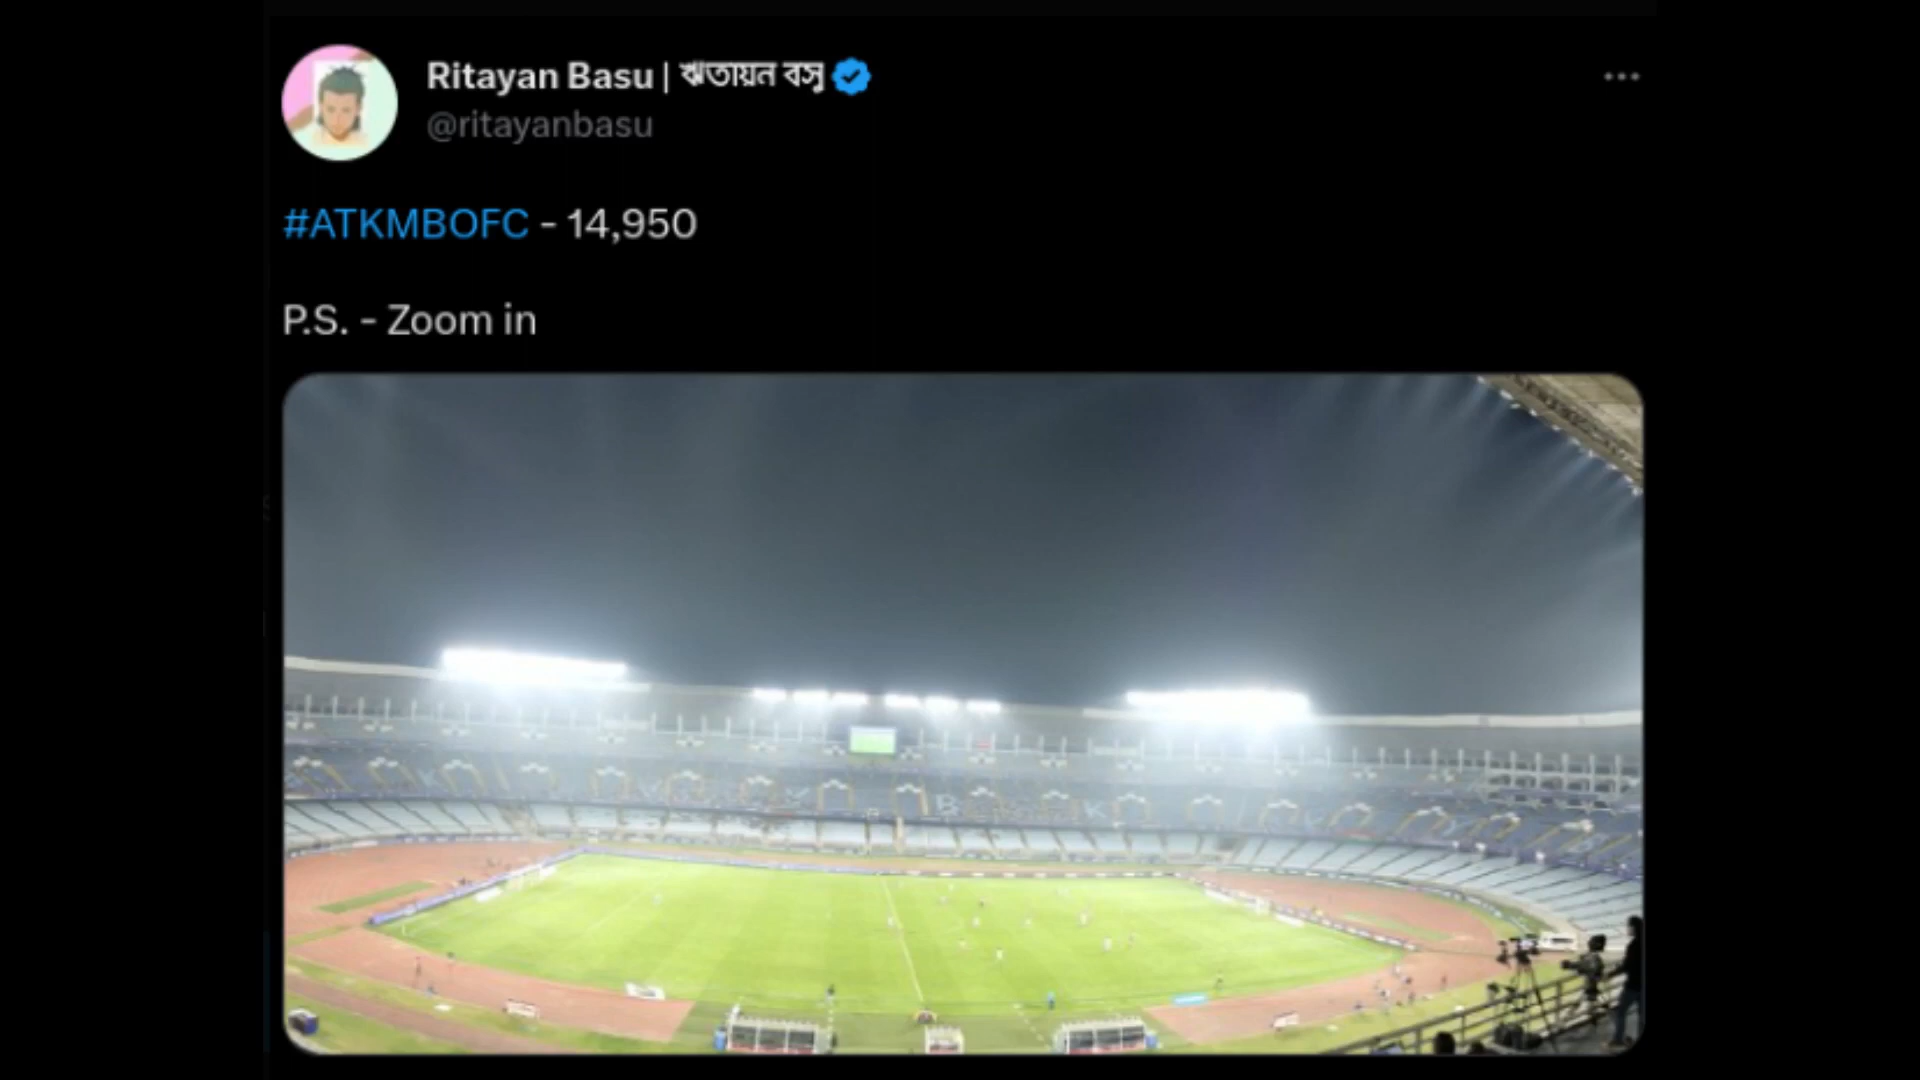 Ritayan Basu | ঋতায়ন বসু
@ritayanbasu
#ATKMBOFC - 14,950
P.S. - Zoom in